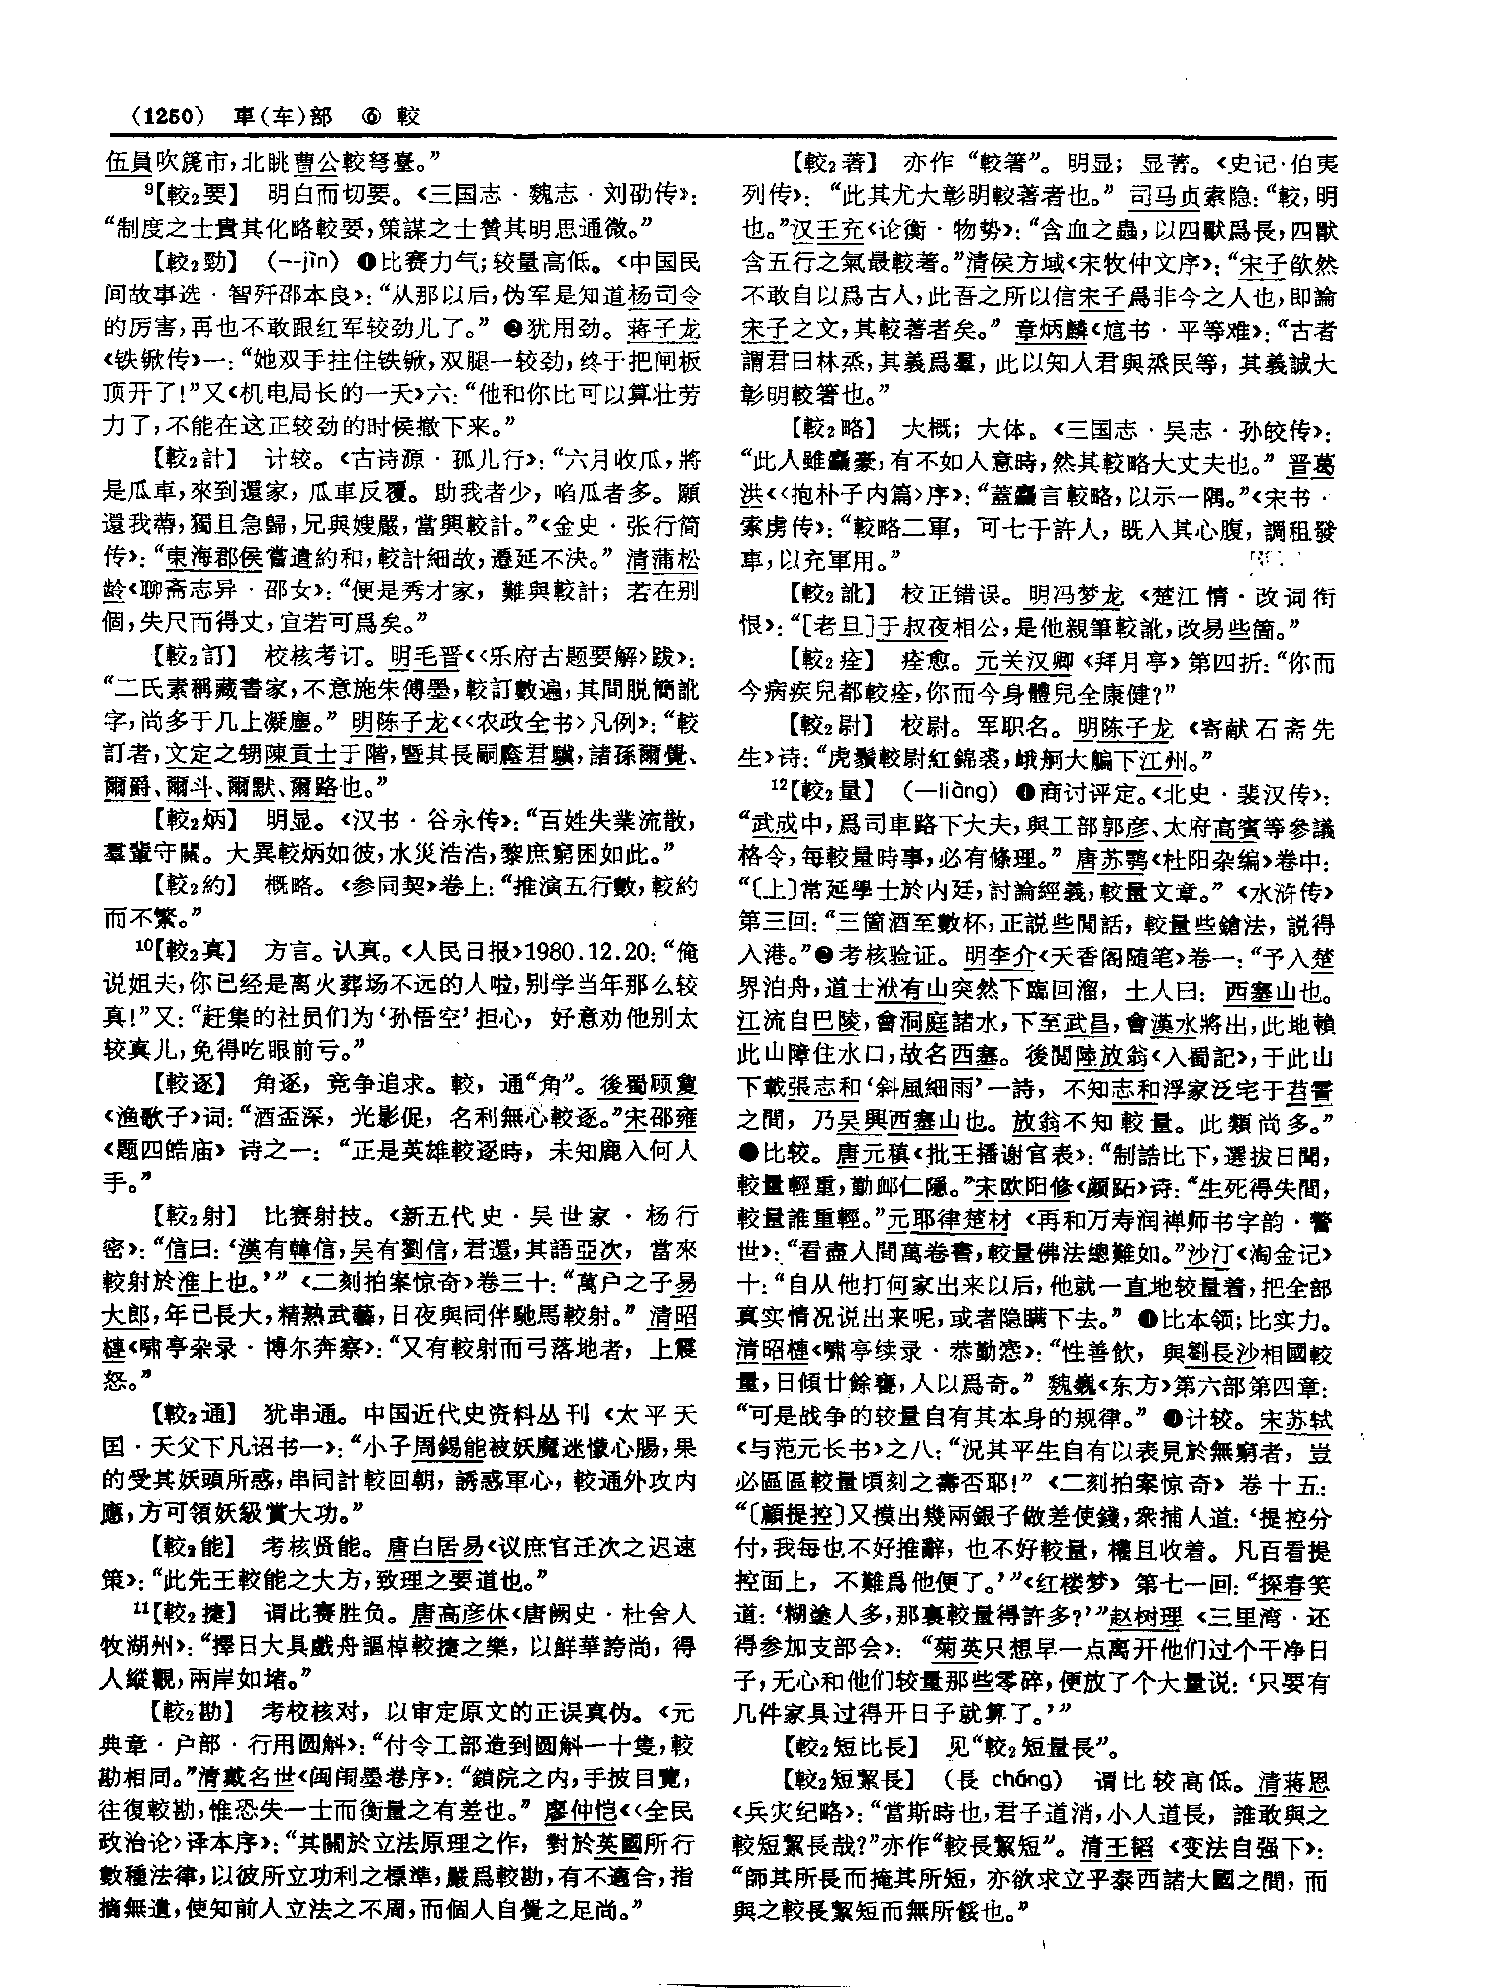 （1250） 車（车）部 ⑥ 較
伍員吹箎市，北眺曹公較弩臺。”
⁹【較₂要】 明白而切要。《三国志·魏志·刘劭传》：
“制度之士貴其化略較要，策謀之士贊其明思通微。”
【較₂勁】 （--jìn） ❶比赛力气；较量高低。《中国民
间故事选·智歼邵本良》：“从那以后，伪军是知道杨司令
的厉害，再也不敢跟红军较劲儿了。” ❷犹用劲。蒋子龙
《铁锨传》一：“她双手拄住铁锨，双腿一较劲，终于把闸板
顶开了！”又《机电局长的一天》六：“他和你比可以算壮劳
力了，不能在这正较劲的时候撤下来。”
【較₂計】 计较。《古诗源·孤儿行》：“六月收瓜，將
是瓜車，來到還家，瓜車反覆。助我者少，啗瓜者多。願
還我蒂，獨且急歸，兄與嫂嚴，當興較計。”《金史·张行简
传》：“東海郡侯嘗遣約和，較計細故，遷延不決。” 清蒲松
龄《聊斋志异·邵女》：“便是秀才家，難與較計；若在别
個，失尺而得丈，宜若可爲矣。”
【較₂訂】 校核考订。明毛晋《〈乐府古题要解〉跋》：
“二氏素稱藏書家，不意施朱傅墨，較訂數遍，其間脱簡訛
字，尚多于几上凝塵。” 明陈子龙《〈农政全书〉凡例》：“較
訂者，文定之甥陳貢士于階，暨其長嗣龐君驥，諸孫爾覺、
爾爵、爾斗、爾默、爾路也。”
【較₂炳】 明显。《汉书·谷永传》：“百姓失業流散，
羣輩守關。大異較炳如彼，水災浩浩，黎庶窮困如此。”
【較₂約】 概略。《参同契》卷上：“推演五行數，較約
而不繁。”
¹⁰【較₂真】 方言。认真。《人民日报》1980.12.20：“俺
说姐夫，你已经是离火葬场不远的人啦，别学当年那么较
真！”又：“赶集的社员们为‘孙悟空’担心，好意劝他别太
较真儿，免得吃眼前亏。”
【較逐】 角逐，竞争追求。較，通“角”。後蜀顾夐
《渔歌子》词：“酒盃深，光影促，名利無心較逐。”宋邵雍
《题四皓庙》诗之一：“正是英雄較逐時，未知鹿入何人
手。”
【較₂射】 比赛射技。《新五代史·吴世家·杨行
密》：“信曰：‘漢有韓信，吴有劉信，君還，其語亞次，當來
較射於淮上也。’” 《二刻拍案惊奇》卷三十：“萬户之子易
大郎，年已長大，精熟武藝，日夜與同伴馳馬較射。” 清昭
槤《啸亭杂录·博尔奔察》：“又有較射而弓落地者，上震
怒。”
【較₂通】 犹串通。中国近代史资料丛刊《太平天
国·天父下凡诏书一》：“小子周錫能被妖魔迷懞心腸，果
的受其妖頭所惑，串同計較回朝，誘惑軍心，較通外攻内
應，方可領妖級賞大功。”
【較₂能】 考核贤能。唐白居易《议庶官迁次之迟速
策》：“此先王較能之大方，致理之要道也。”
¹¹【較₂捷】 谓比赛胜负。唐高彦休《唐阙史·杜舍人
牧湖州》：“擇日大具戲舟謳棹較捷之樂，以鮮華誇尚，得
人縱觀，兩岸如堵。”
【較₂勘】 考校核对，以审定原文的正误真伪。《元
典章·户部·行用圆斛》：“付令工部造到圆斛一十隻，較
勘相同。”清戴名世《闽闱墨卷序》：“鎖院之内，手披目覽，
往復較勘，惟恐失一士而衡量之有差也。” 廖仲恺《〈全民
政治论〉译本序》：“其關於立法原理之作，對於英國所行
數種法律，以彼所立功利之標準，嚴爲較勘，有不適合，指
摘無遺，使知前人立法之不周，而個人自覺之足尚。”
【較₂著】 亦作“較箸”。明显；显著。《史记·伯夷
列传》：“此其尤大彰明較著者也。” 司马贞索隐：“較，明
也。”汉王充《论衡·物势》：“含血之蟲，以四獸爲長，四獸
含五行之氣最較著。”清侯方域《宋牧仲文序》：“宋子欿然
不敢自以爲古人，此吾之所以信宋子爲非今之人也，即論
宋子之文，其較著者矣。” 章炳麟《訄书·平等难》：“古者
謂君曰林烝，其義爲羣，此以知人君與烝民等，其義誠大
彰明較箸也。”
【較₂略】 大概；大体。《三国志·吴志·孙皎传》：
“此人雖麤豪，有不如人意時，然其較略大丈夫也。” 晋葛
洪《〈抱朴子内篇〉序》：“蓋麤言較略，以示一隅。”《宋书·
索虏传》：“較略二軍，可七千許人，既入其心腹，調租發
車，以充軍用。”
【較₂訛】 校正错误。明冯梦龙《楚江情·改词衔
恨》：“［老旦］于叔夜相公，是他親筆較訛，改易些箇。”
【較₂痊】 痊愈。元关汉卿《拜月亭》第四折：“你而
今病疾兒都較痊，你而今身體兒全康健？”
【較₂尉】 校尉。军职名。明陈子龙《寄献石斋先
生》诗：“虎鬚較尉紅錦裘，峨舸大艑下江州。”
¹²【較₂量】 （—liàng） ❶商讨评定。《北史·裴汉传》：
“武成中，爲司車路下大夫，與工部郭彦、太府高賓等參議
格令，每較量時事，必有條理。” 唐苏鹗《杜阳杂编》卷中：
“〔上〕常延學士於内廷，討論經義，較量文章。” 《水浒传》
第三回：“三箇酒至數杯，正説些閒話，較量些鎗法，説得
入港。”❷考核验证。明李介《天香阁随笔》卷一：“予入楚
界泊舟，道士洑有山突然下臨回溜，土人曰：西塞山也。
江流自巴陵，會洞庭諸水，下至武昌，會漢水將出，此地賴
此山障住水口，故名西塞。後閲陸放翁《入蜀記》，于此山
下載張志和‘斜風細雨’一詩，不知志和浮家泛宅于苕霅
之間，乃吴興西塞山也。放翁不知較量。此類尚多。”
●比较。唐元稹《批王播谢官表》：“制誥比下，選拔日聞，
較量輕重，勤卹仁隱。”宋欧阳修《颜跖》诗：“生死得失間，
較量誰重輕。”元耶律楚材《再和万寿润禅师书字韵·警
世》：“看盡人間萬卷書，較量佛法總難如。”沙汀《淘金记》
十：“自从他打何家出来以后，他就一直地较量着，把全部
真实情况说出来呢，或者隐瞒下去。” ❹比本领；比实力。
清昭槤《啸亭续录·恭勤悫》：“性善飲，與劉長沙相國較
量，日傾廿餘甕，人以爲奇。” 魏巍《东方》第六部第四章：
“可是战争的较量自有其本身的规律。” ❺计较。宋苏轼
《与范元长书》之八：“況其平生自有以表見於無窮者，豈
必區區較量頃刻之壽否耶！” 《二刻拍案惊奇》卷十五：
“〔顧提控〕又摸出幾兩銀子做差使錢，衆捕人道：‘提控分
付，我每也不好推辭，也不好較量，權且收着。凡百看提
控面上，不難爲他便了。’”《红楼梦》第七一回：“探春笑
道：‘糊塗人多，那裏較量得許多？’”赵树理《三里湾·还
得参加支部会》：“菊英只想早一点离开他们过个干净日
子，无心和他们较量那些零碎，便放了个大量说：‘只要有
几件家具过得开日子就算了。’”
【較₂短比長】 见“較₂短量長”。
【較₂短絜長】 （長 cháng） 谓比较高低。清蒋恩
《兵灾纪略》：“當斯時也，君子道消，小人道長，誰敢與之
較短絜長哉？”亦作“較長絜短”。清王韬《变法自强下》：
“師其所長而掩其所短，亦欲求立乎泰西諸大國之間，而
與之較長絜短而無所餒也。”